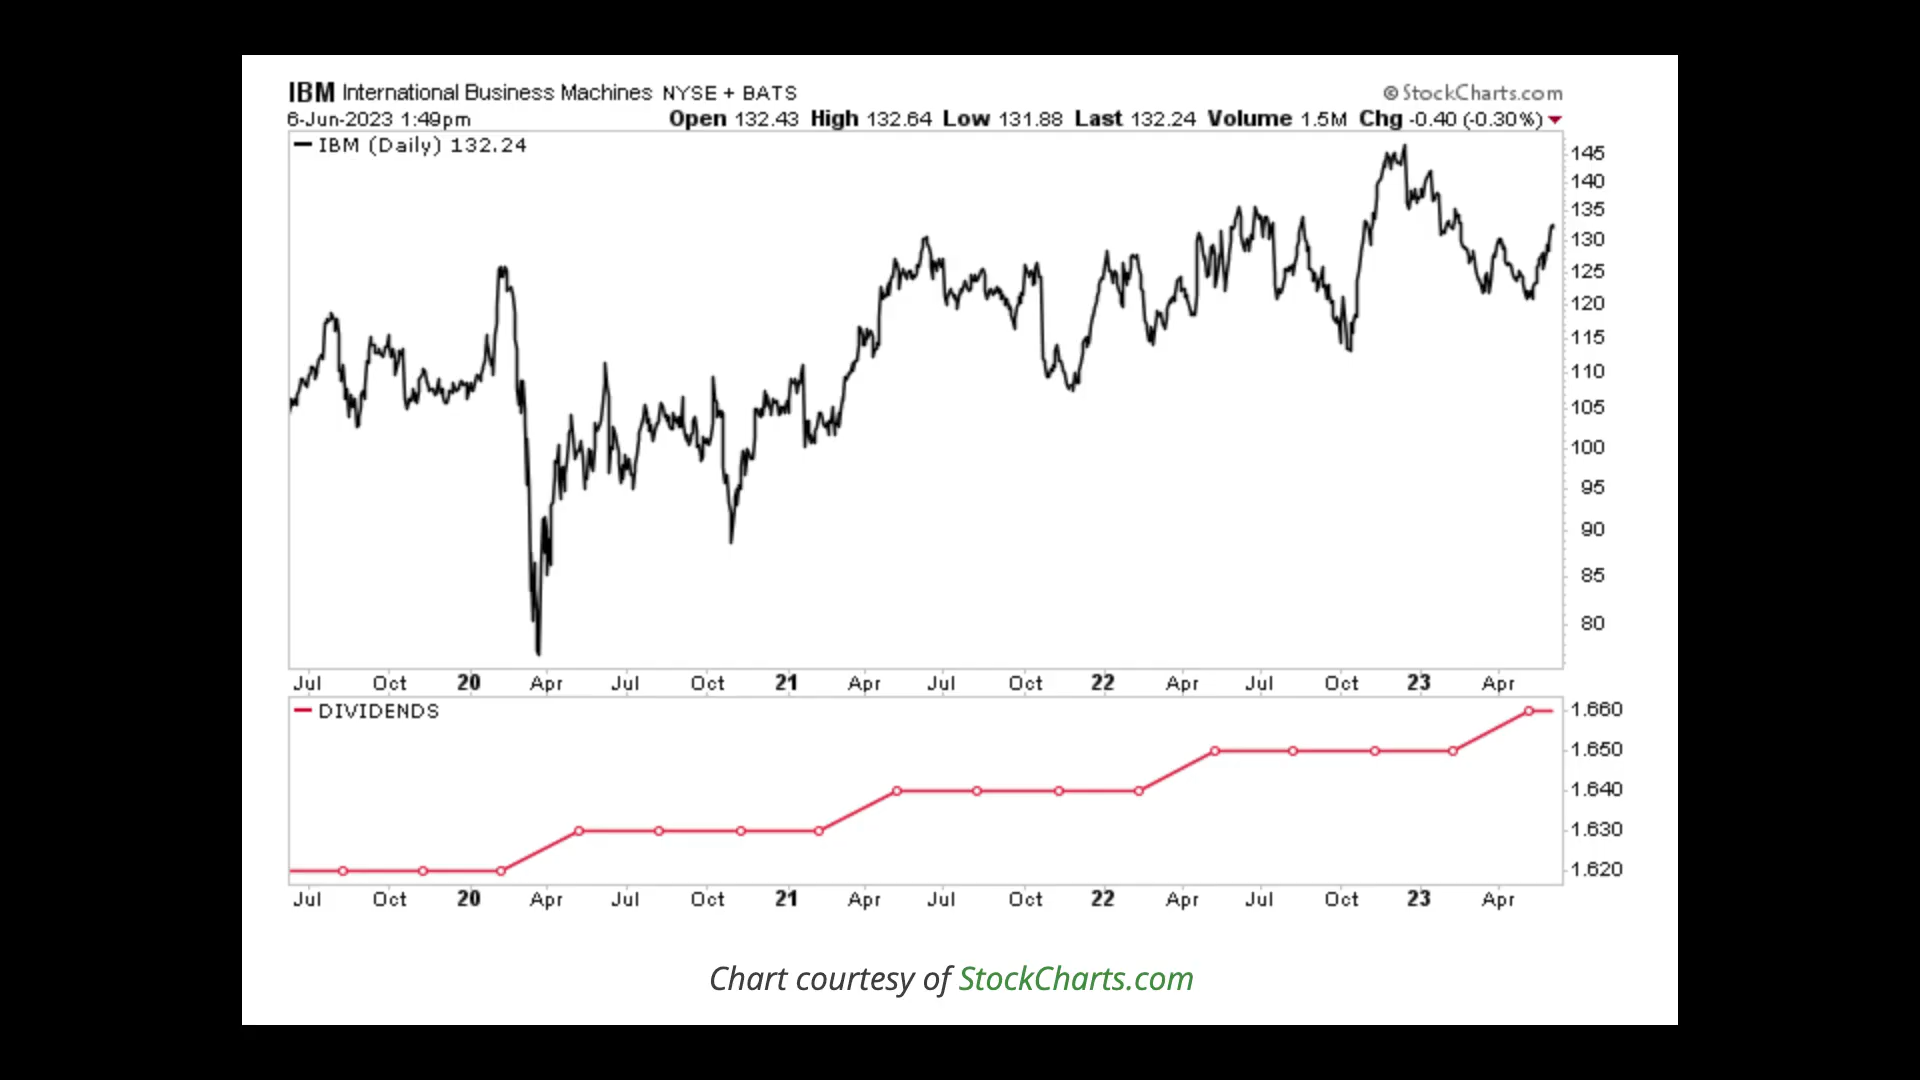 IBM International Business Machines NYSE + BATS © StockCharts.com
6-Jun-2023 1:49pm Open 132.43 High 132.64 Low 131.88 Last 132.24 Volume 1.5M Chg -0.40 (-0.30%)
IBM (Daily) 132.24
145
140
135
130
125
120
115
110
105
100
95
90
85
80
Jul Oct 20 Apr Jul Oct 21 Apr Jul Oct 22 Apr Jul Oct 23 Apr
DIVIDENDS
1.660
1.650
1.640
1.630
1.620
Jul Oct 20 Apr Jul Oct 21 Apr Jul Oct 22 Apr Jul Oct 23 Apr
Chart courtesy of StockCharts.com